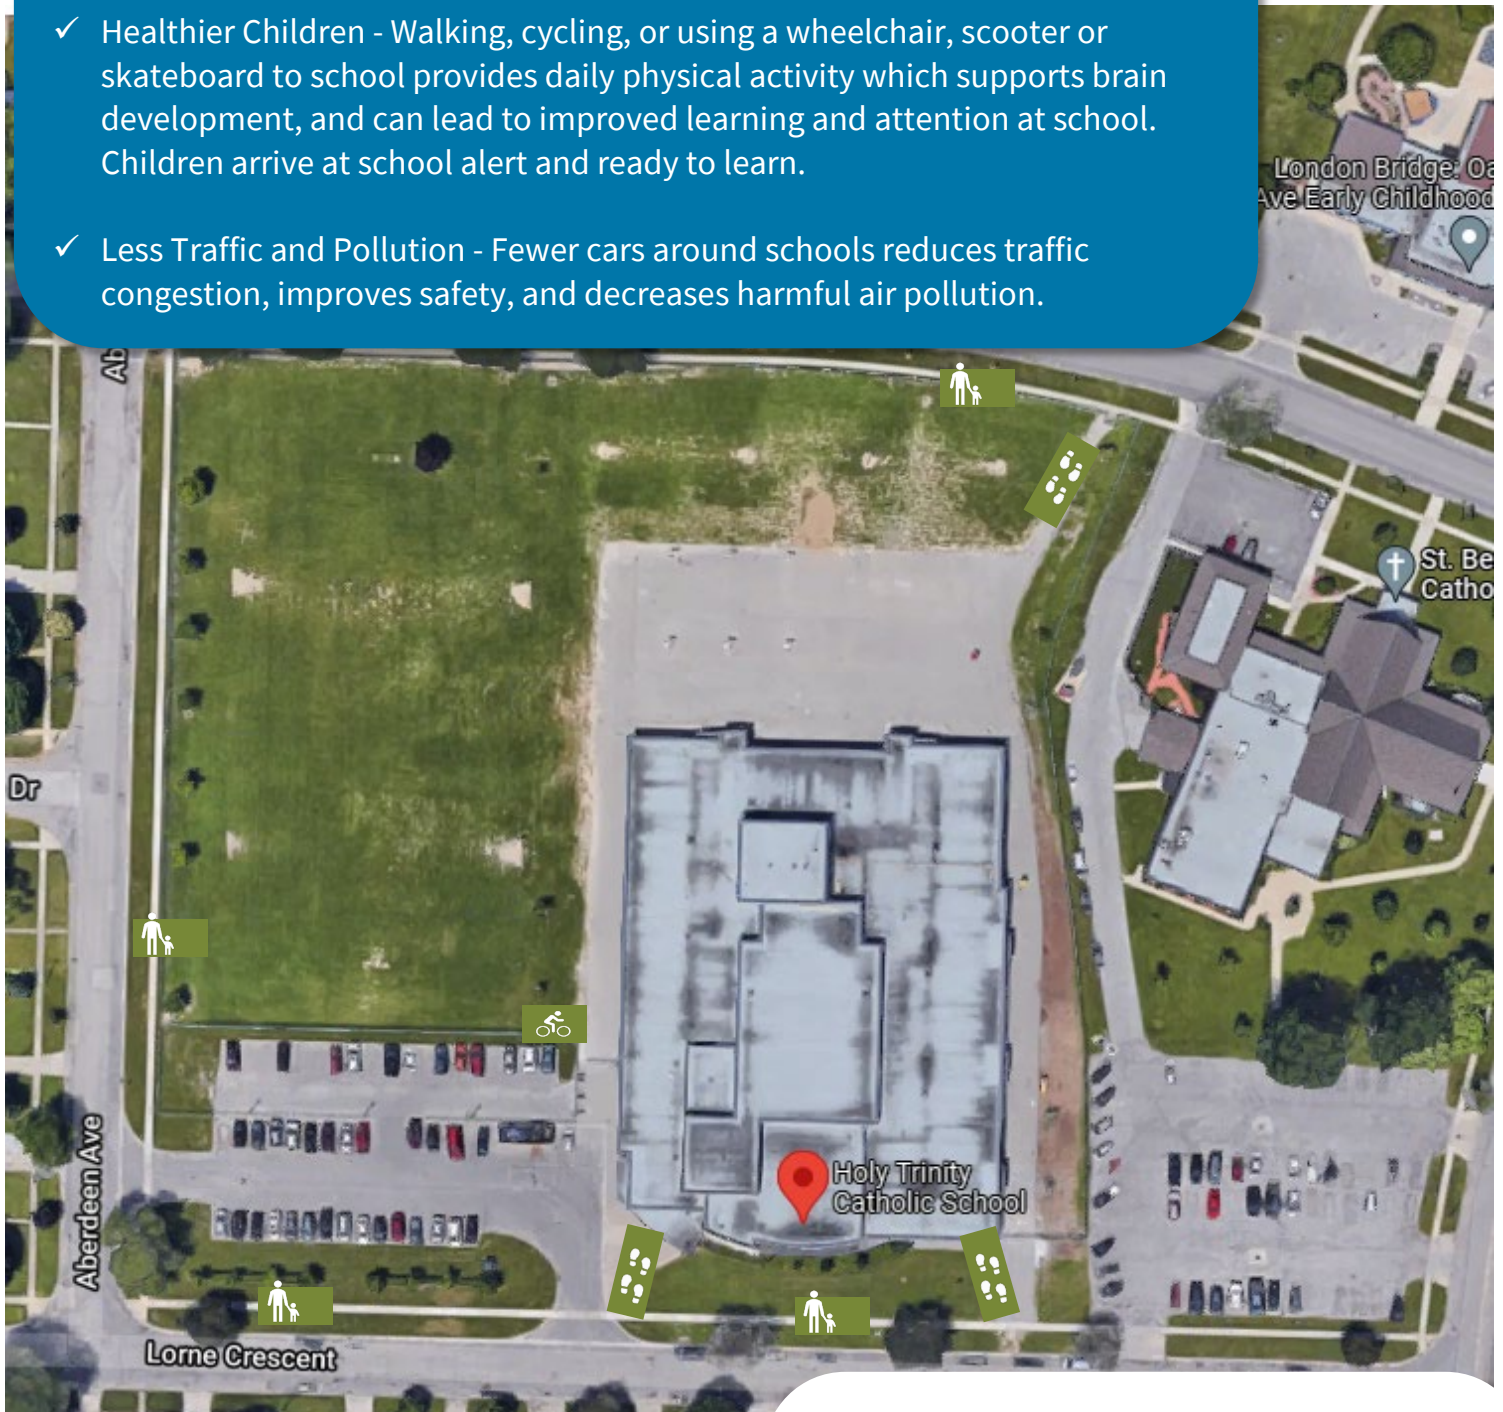 ✓ Healthier Children - Walking, cycling, or using a wheelchair, scooter or
skateboard to school provides daily physical activity which supports brain
development, and can lead to improved learning and attention at school.
Children arrive at school alert and ready to learn.
✓ Less Traffic and Pollution - Fewer cars around schools reduces traffic
congestion, improves safety, and decreases harmful air pollution.
London Bridge: Oa
Ave Early Childhood
Ab
St. Be
Catho
Dr
Aberdeen Ave
Holy Trinity
Catholic School
Lorne Crescent